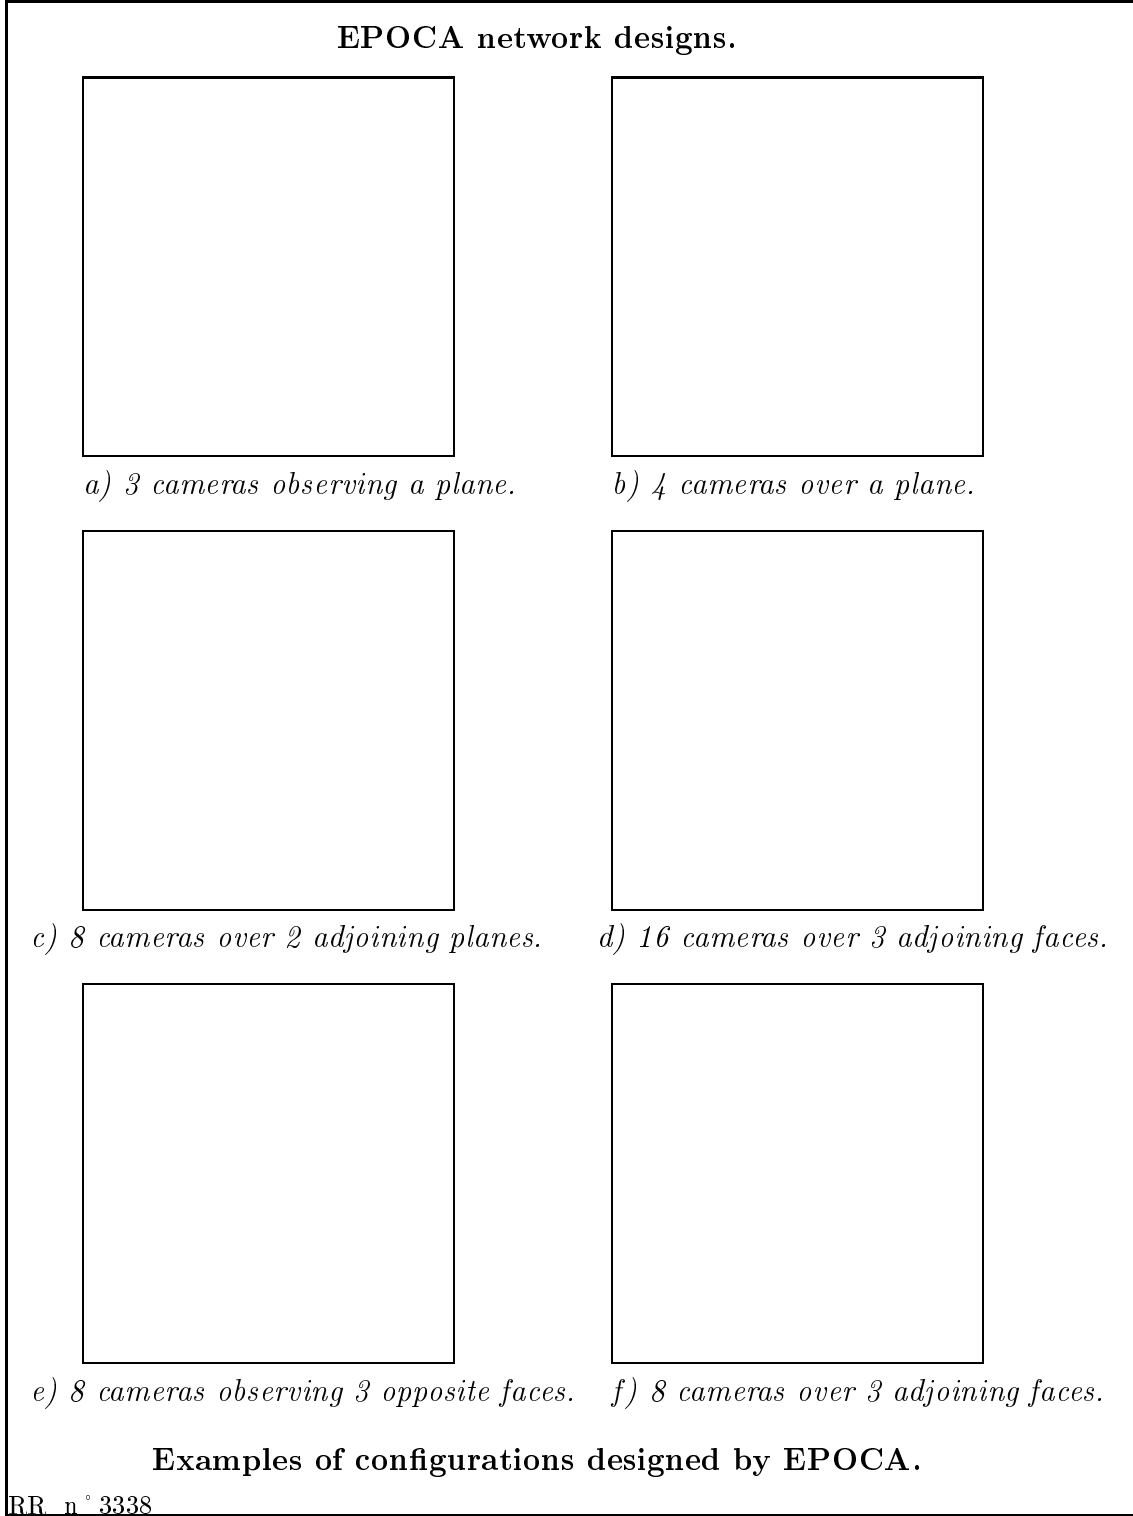 EPOCA network designs.
a) 3 cameras observing a plane.
b) 4 cameras over a plane.
c) 8 cameras over 2 adjoining planes.
d) 16 cameras over 3 adjoining faces.
e) 8 cameras observing 3 opposite faces.
f) 8 cameras over 3 adjoining faces.
Examples of configurations designed by EPOCA.
RR n° 3338